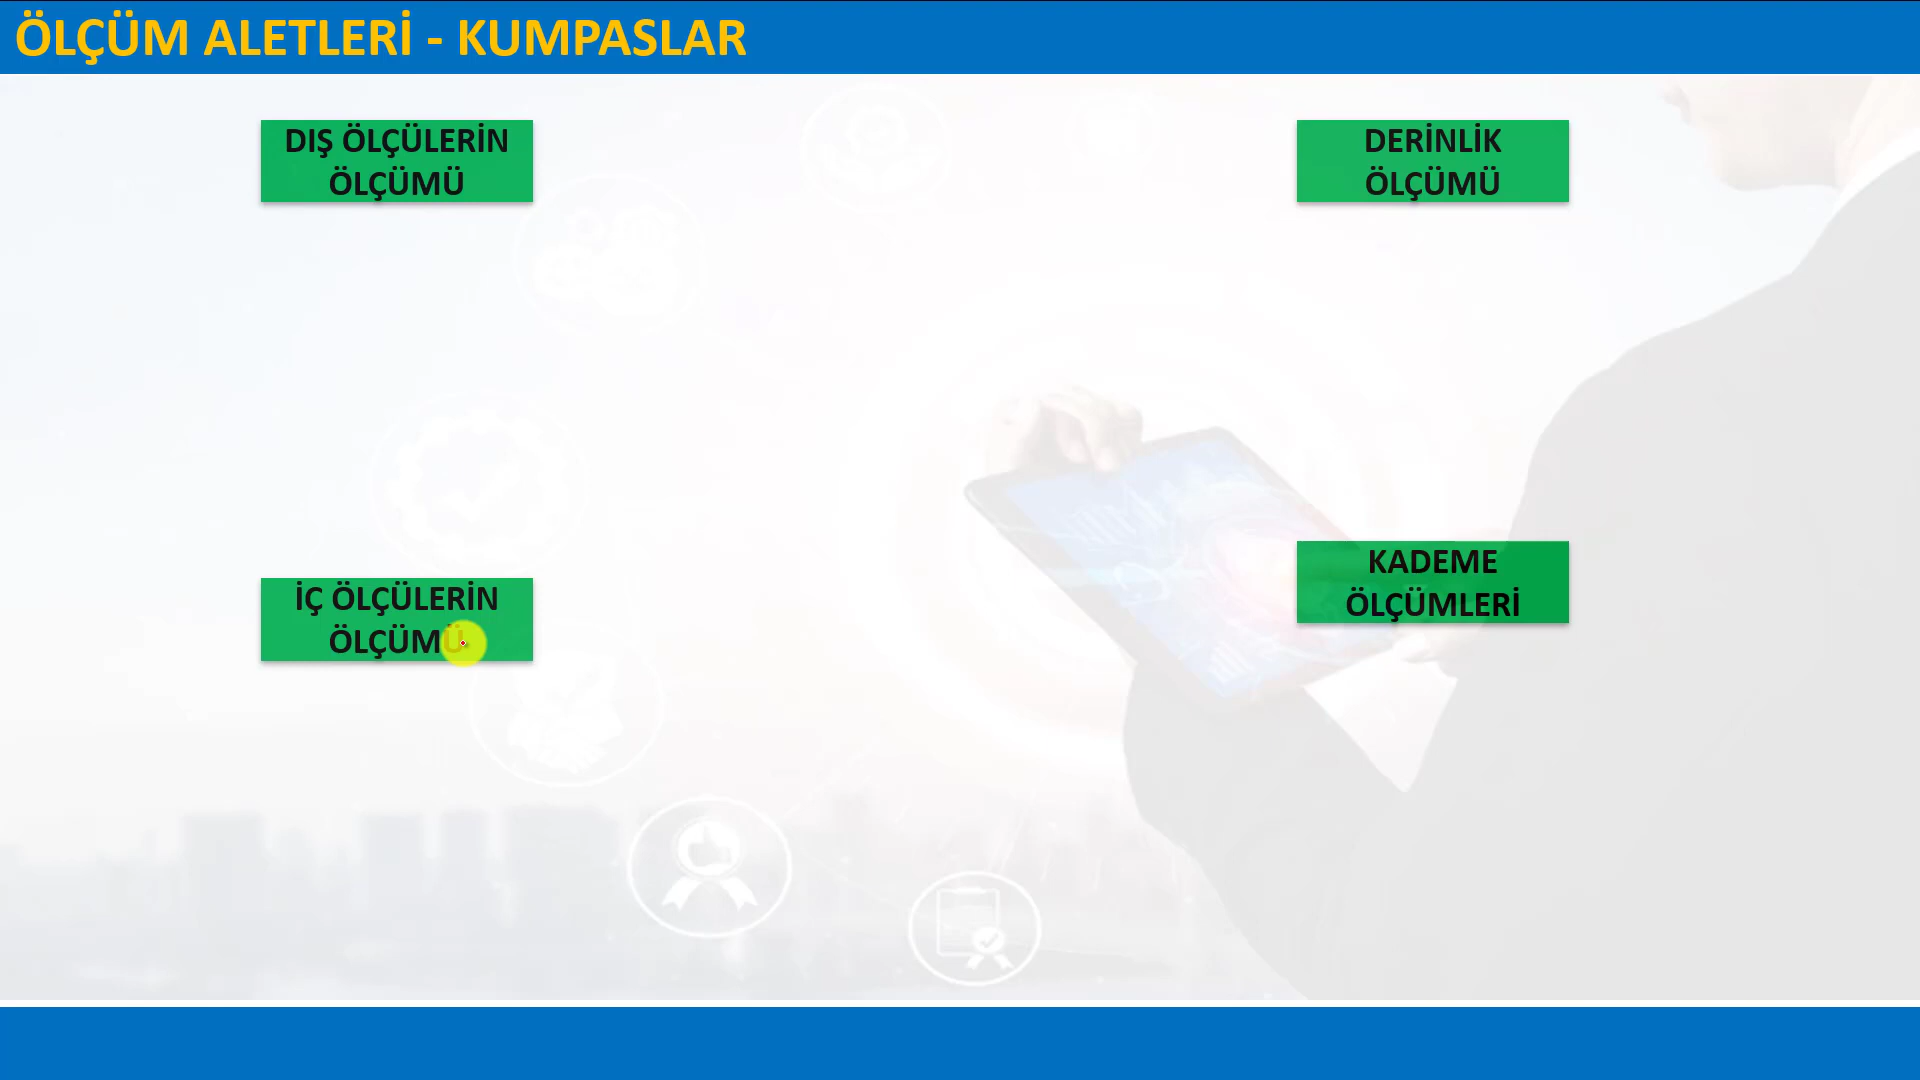 ÖLÇÜM ALETLERİ - KUMPASLAR
DIŞ ÖLÇÜLERİN
ÖLÇÜMÜ
DERİNLİK
ÖLÇÜMÜ
İÇ ÖLÇÜLERİN
ÖLÇÜMÜ
KADEME
ÖLÇÜMLERİ